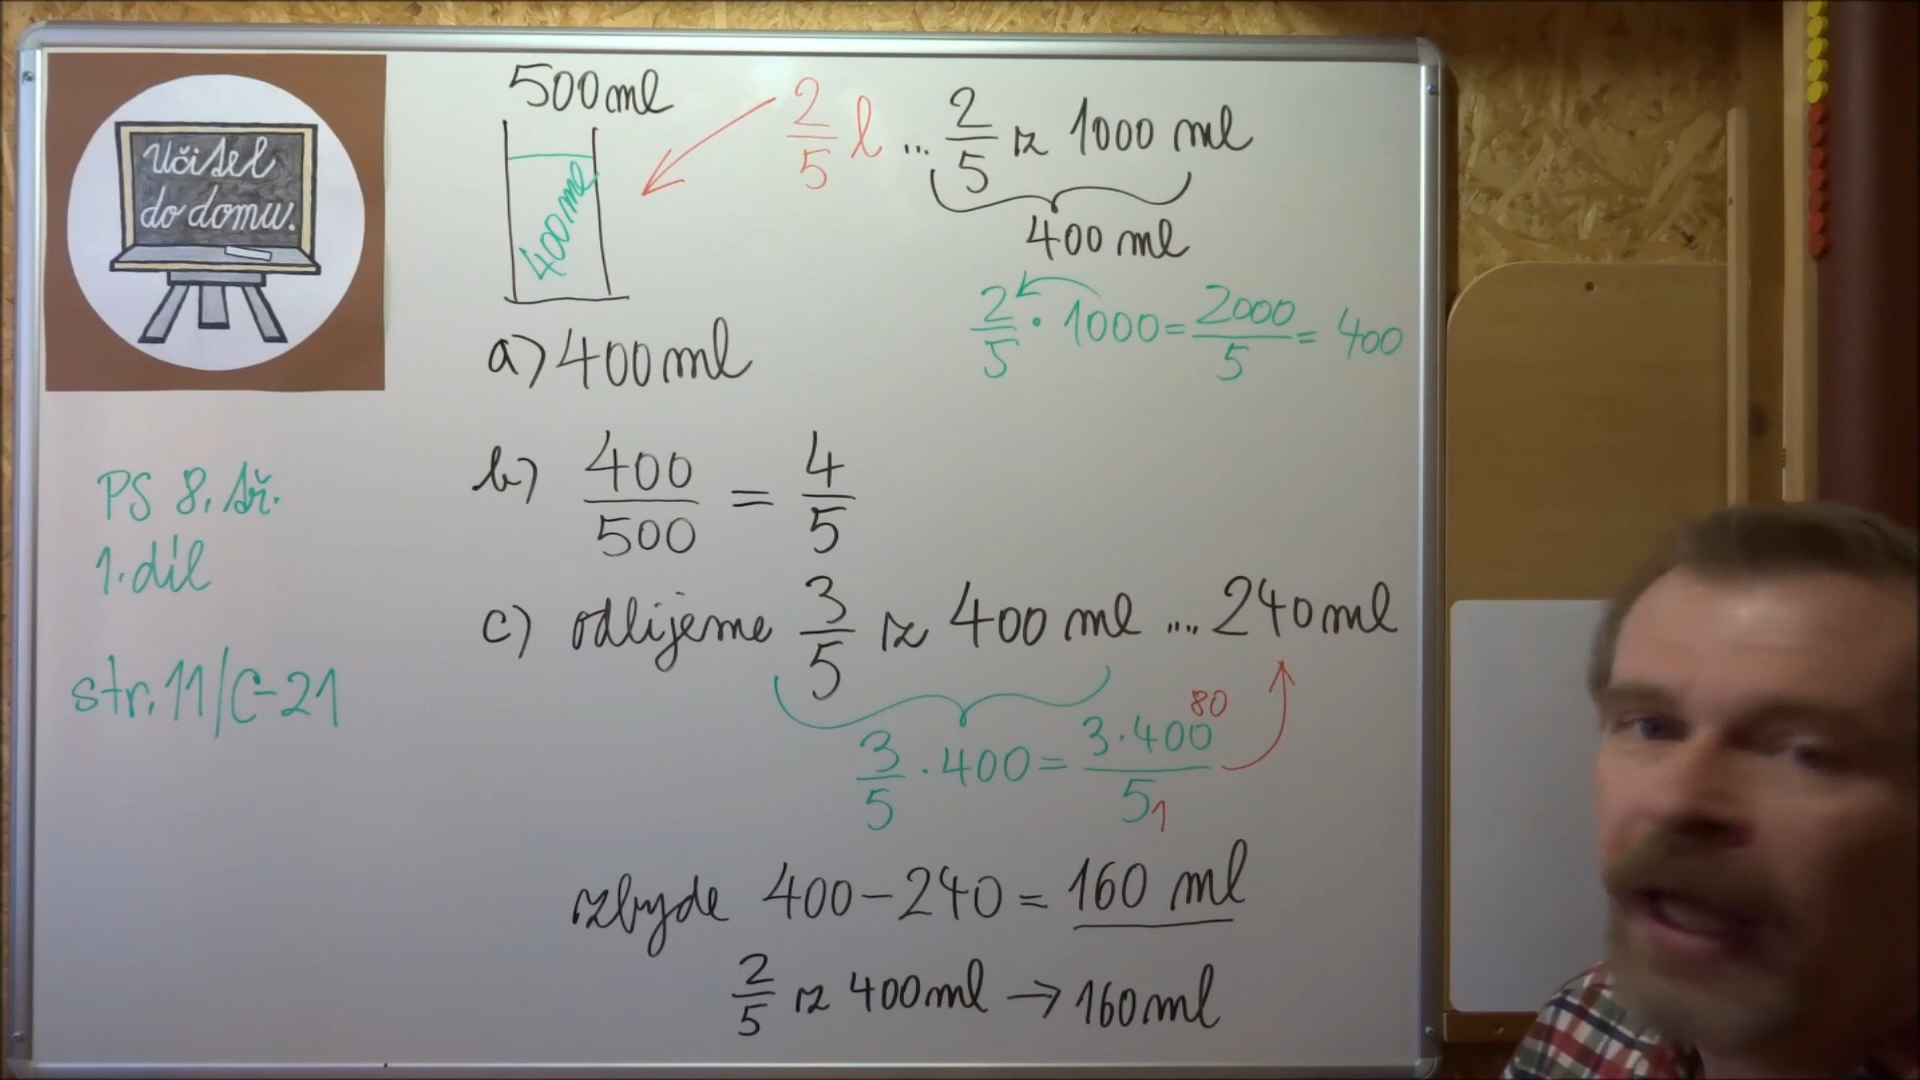 Učitel
do domu.
PS 8. tř.
1. díl
str. 11/C-21
500 ml
400 ml
2/5 l ... 2/5 z 1000 ml
400 ml
2/5 · 1000 = 2000/5 = 400
a) 400 ml
b) 400/500 = 4/5
c) odlijeme 3/5 z 400 ml .... 240 ml
3/5 · 400 = 3·400/5 80 1
zbyde 400 - 240 = 160 ml
2/5 z 400 ml → 160 ml